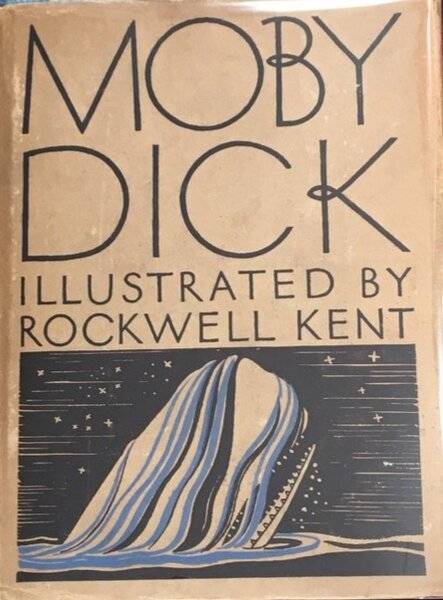 MOBY
DICK
ILLUSTRATED BY
ROCKWELL KENT